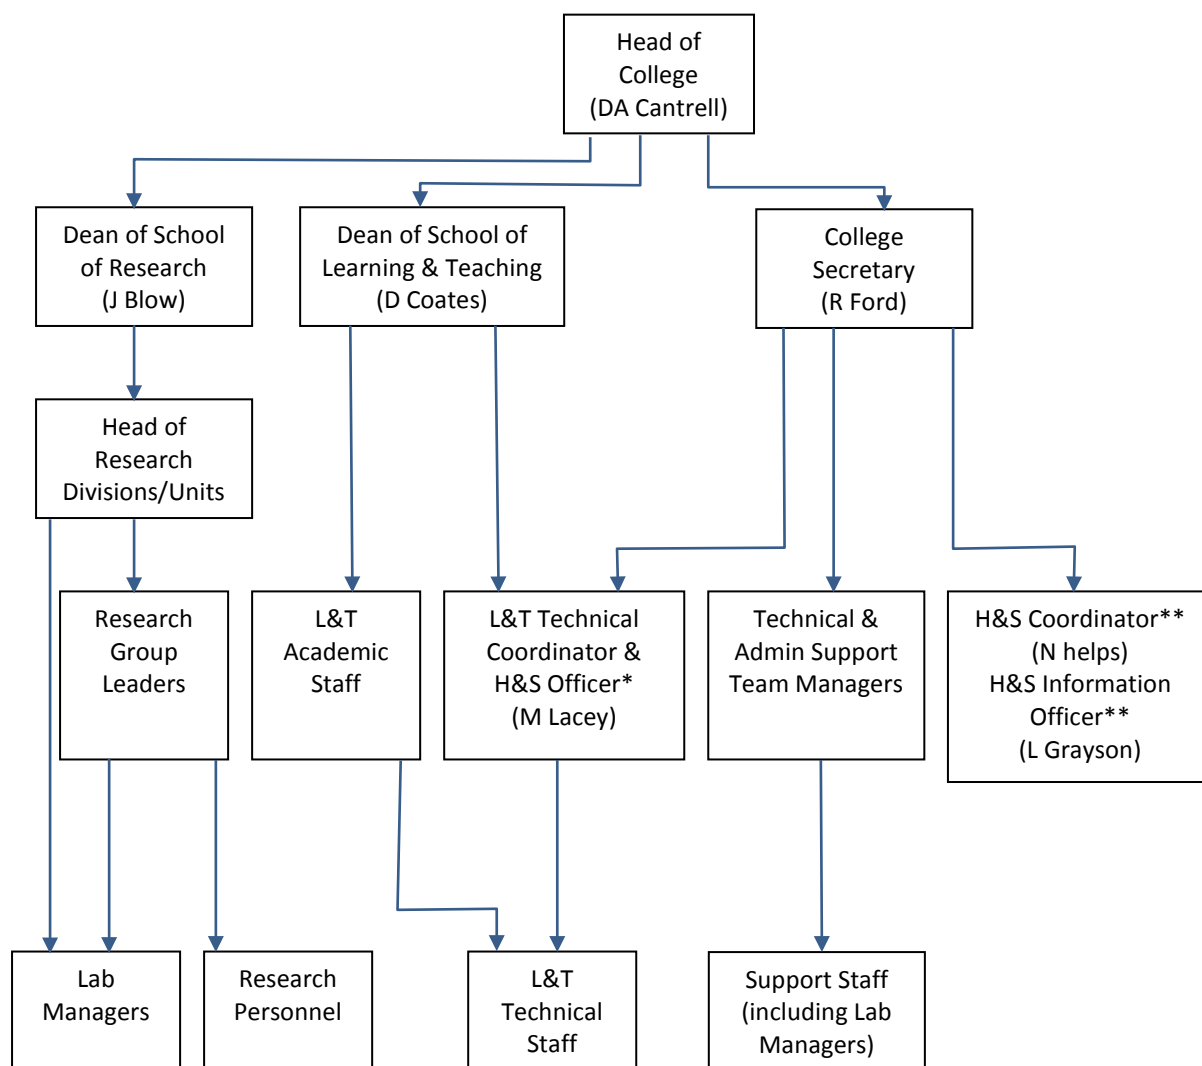 Head of
College
(DA Cantrell)
Dean of School
of Research
(J Blow)
Dean of School of
Learning & Teaching
(D Coates)
College
Secretary
(R Ford)
Head of
Research
Divisions/Units
Research
Group
Leaders
L&T
Academic
Staff
L&T Technical
Coordinator &
H&S Officer*
(M Lacey)
Technical &
Admin Support
Team Managers
H&S Coordinator**
(N helps)
H&S Information
Officer**
(L Grayson)
Lab
Managers
Research
Personnel
L&T
Technical
Staff
Support Staff
(including Lab
Managers)